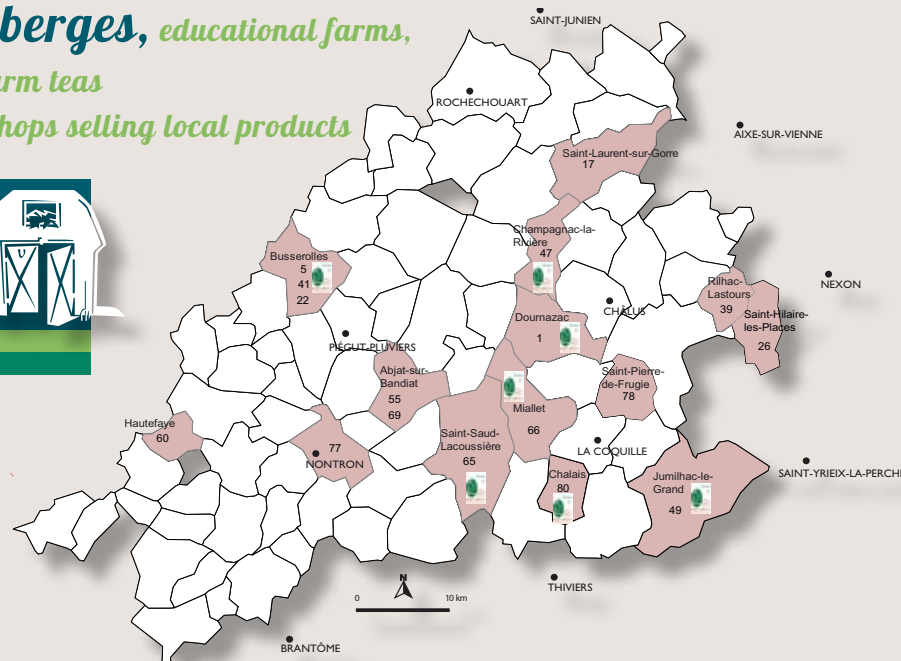 berges, educational farms,
rm teas
hops selling local products
SAINT-JUNIEN
ROCHECHOUART
AIXE-SUR-VIENNE
Saint-Laurent-sur-Gorre
17
Champagnac-la-
Rivière
47
Busserolles
5
41
22
NEXON
Rilhac-
Lastours
39
Saint-Hilaire-
les-Places
26
CHÂLUS
Dournazac
1
PIÉGUT-PLUVIERS
Abjat-sur-
Bandiat
55
69
Saint-Pierre-
de-Frugie
78
Miallet
66
Hautefaye
60
77
NONTRON
Saint-Saud-
Lacoussière
65
LA COQUILLE
Chalais
80
Jumilhac-le-
Grand
49
SAINT-YRIEIX-LA-PERCHE
THIVIERS
N
0 10 km
BRANTÔME